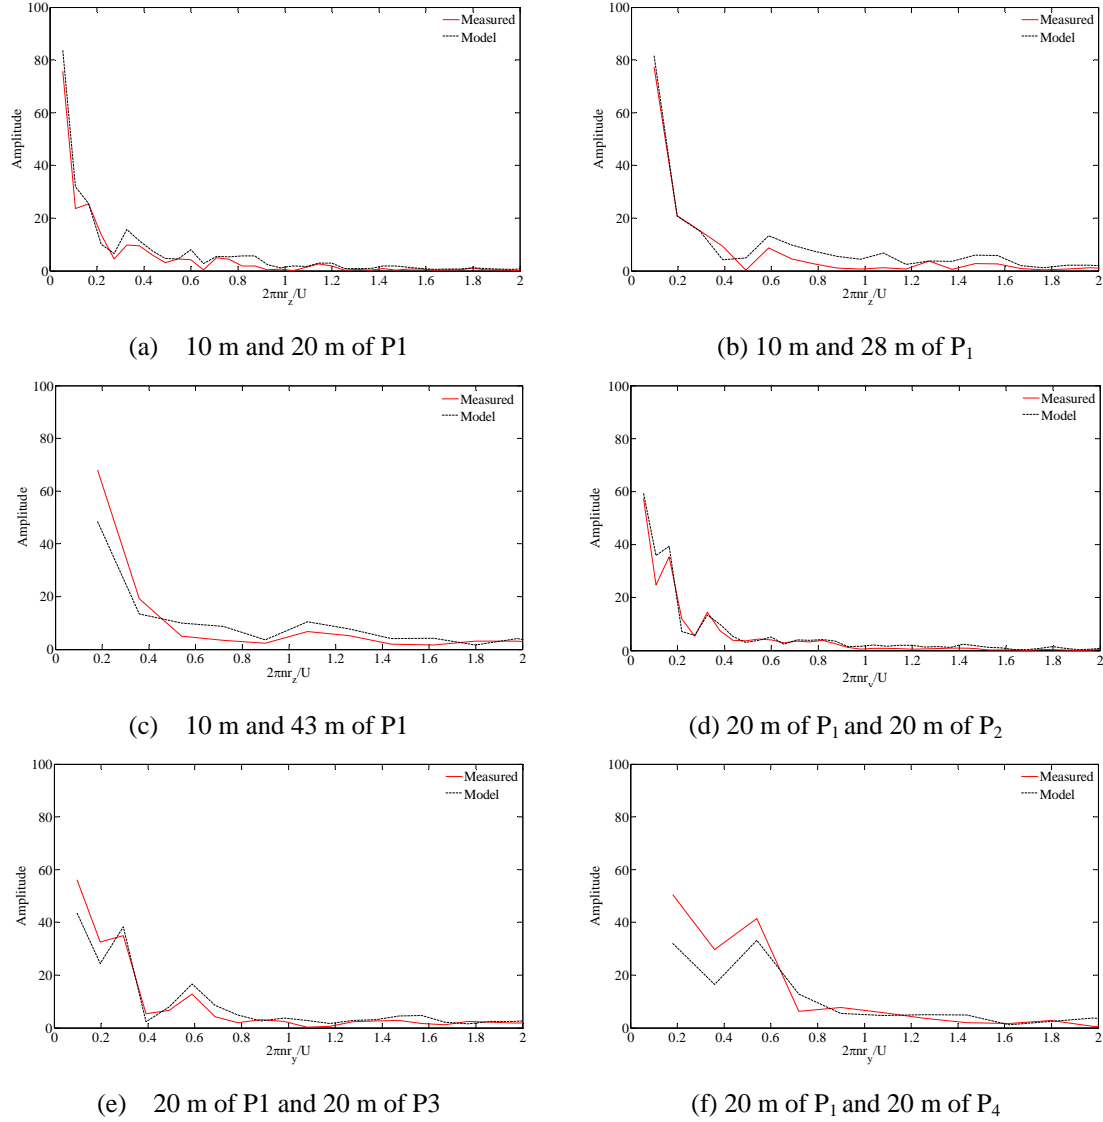 100
80
60
40
20
0
Amplitude
Measured
Model
0 0.2 0.4 0.6 0.8 1 1.2 1.4 1.6 1.8 2
2πnr_z/U
(a) 10 m and 20 m of P1
100
80
60
40
20
0
Amplitude
Measured
Model
0 0.2 0.4 0.6 0.8 1 1.2 1.4 1.6 1.8 2
2πnr_z/U
(b) 10 m and 28 m of P₁
100
80
60
40
20
0
Amplitude
Measured
Model
0 0.2 0.4 0.6 0.8 1 1.2 1.4 1.6 1.8 2
2πnr_z/U
(c) 10 m and 43 m of P1
100
80
60
40
20
0
Amplitude
Measured
Model
0 0.2 0.4 0.6 0.8 1 1.2 1.4 1.6 1.8 2
2πnr_y/U
(d) 20 m of P₁ and 20 m of P₂
100
80
60
40
20
0
Amplitude
Measured
Model
0 0.2 0.4 0.6 0.8 1 1.2 1.4 1.6 1.8 2
2πnr_y/U
(e) 20 m of P1 and 20 m of P3
100
80
60
40
20
0
Amplitude
Measured
Model
0 0.2 0.4 0.6 0.8 1 1.2 1.4 1.6 1.8 2
2πnr_y/U
(f) 20 m of P₁ and 20 m of P₄